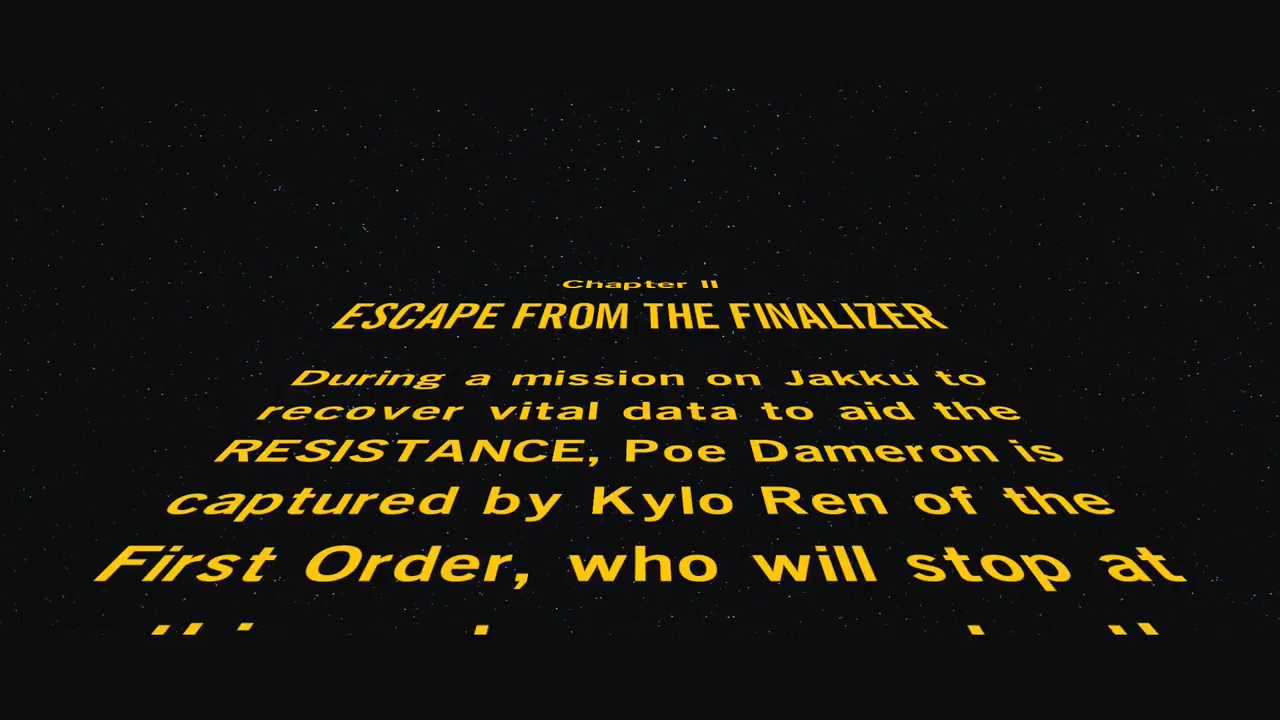 Chapter II
ESCAPE FROM THE FINALIZER
During a mission on Jakku to
recover vital data to aid the
RESISTANCE, Poe Dameron is
captured by Kylo Ren of the
First Order, who will stop at